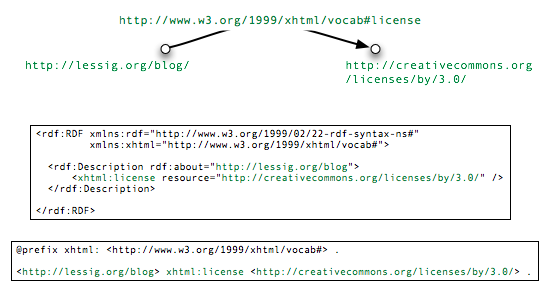 http://www.w3.org/1999/xhtml/vocab#license
http://lessig.org/blog/
http://creativecommons.org
/licenses/by/3.0/
<rdf:RDF xmlns:rdf="http://www.w3.org/1999/02/22-rdf-syntax-ns#"
xmlns:xhtml="http://www.w3.org/1999/xhtml/vocab#">
<rdf:Description rdf:about="http://lessig.org/blog">
<xhtml:license resource="http://creativecommons.org/licenses/by/3.0/" />
</rdf:Description>
</rdf:RDF>
@prefix xhtml: <http://www.w3.org/1999/xhtml/vocab#> .
<http://lessig.org/blog> xhtml:license <http://creativecommons.org/licenses/by/3.0/> .